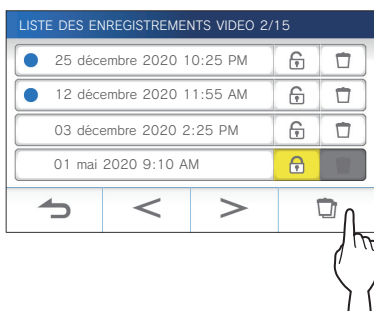 LISTE DES ENREGISTREMENTS VIDEO 2/15
25 décembre 2020 10:25 PM
12 décembre 2020 11:55 AM
03 décembre 2020 2:25 PM
01 mai 2020 9:10 AM